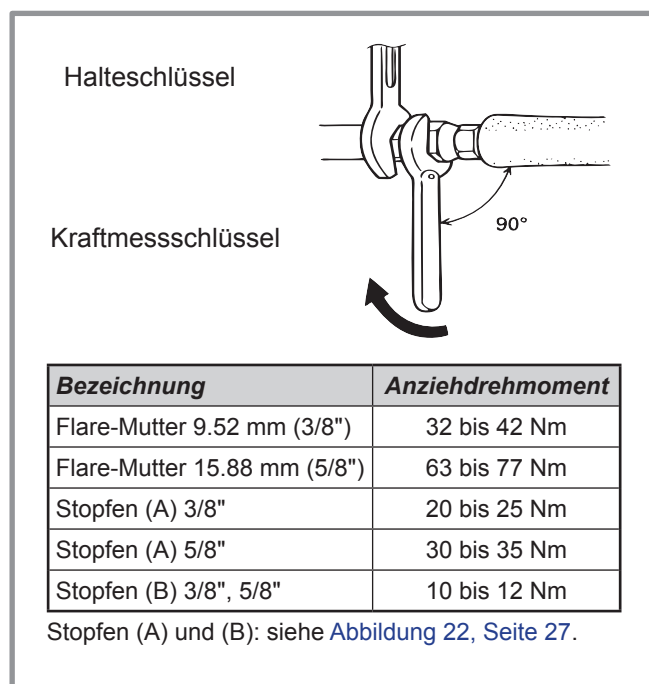 Halteschlüssel
Kraftmessschlüssel
90°
Bezeichnung Anziehdrehmoment
Flare-Mutter 9.52 mm (3/8") 32 bis 42 Nm
Flare-Mutter 15.88 mm (5/8") 63 bis 77 Nm
Stopfen (A) 3/8" 20 bis 25 Nm
Stopfen (A) 5/8" 30 bis 35 Nm
Stopfen (B) 3/8", 5/8" 10 bis 12 Nm
Stopfen (A) und (B): siehe Abbildung 22, Seite 27.